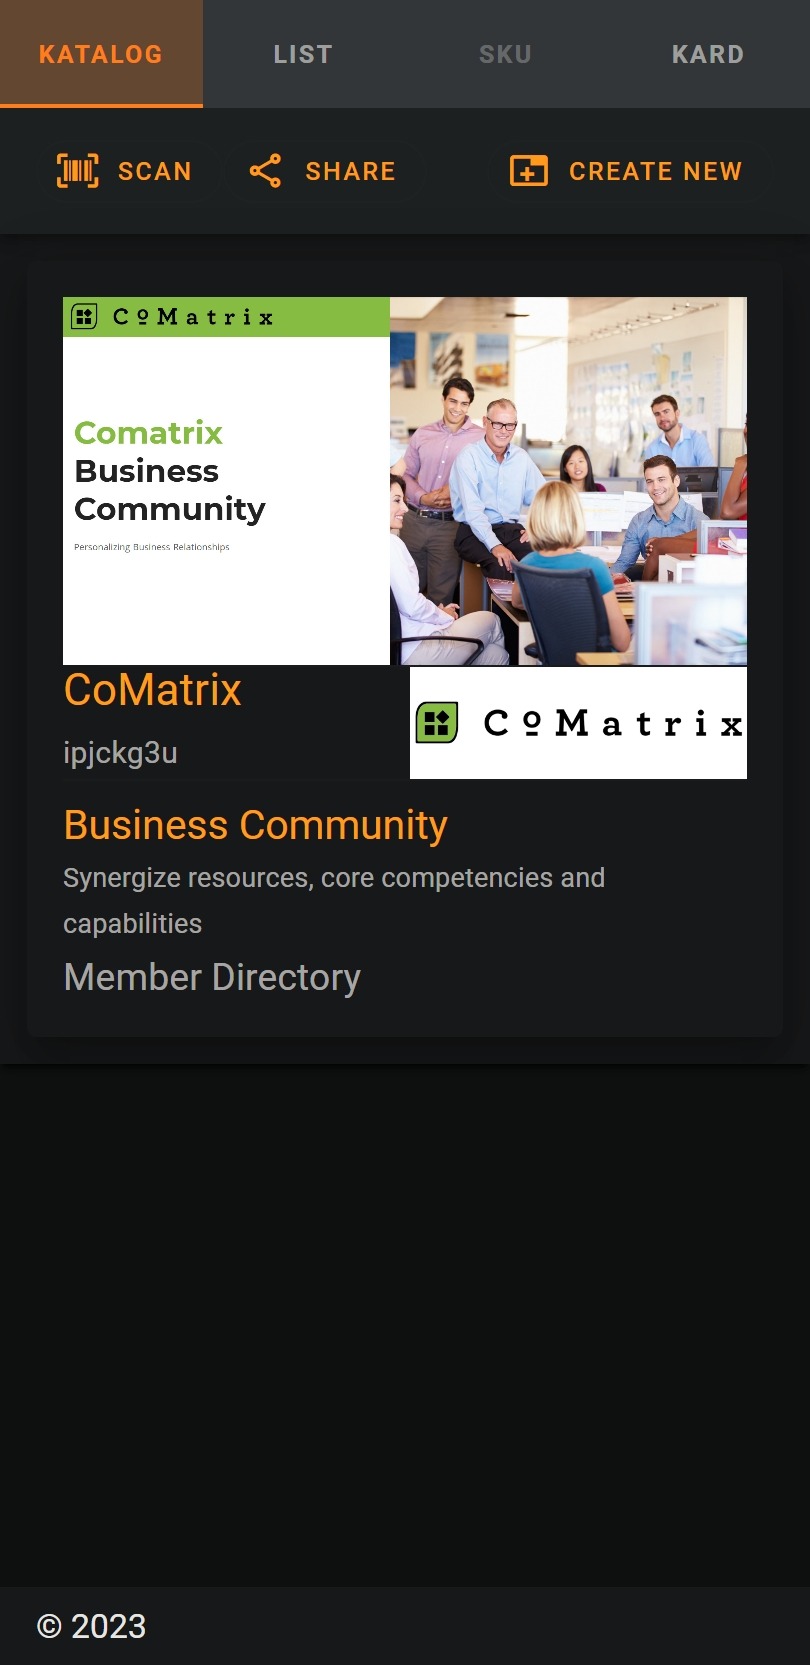 KATALOG LIST SKU KARD
SCAN SHARE CREATE NEW
CoMatrix
Comatrix
Business
Community
Personalizing Business Relationships
CoMatrix
ipjckg3u
CoMatrix
Business Community
Synergize resources, core competencies and
capabilities
Member Directory
© 2023